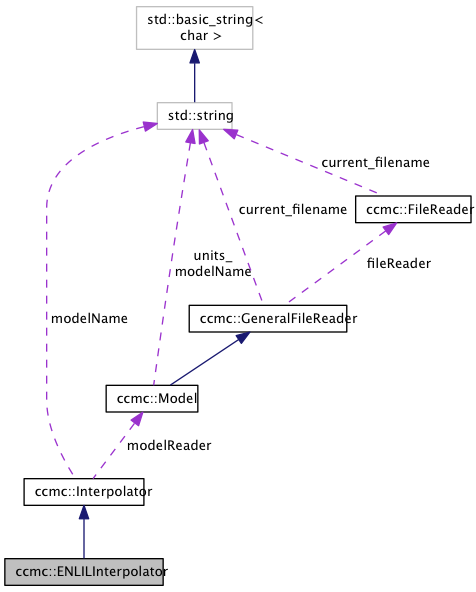 std::basic_string<
char >
std::string
current_filename
ccmc::FileReader
current_filename
units_
modelName
fileReader
ccmc::GeneralFileReader
modelName
ccmc::Model
modelReader
ccmc::Interpolator
ccmc::ENLILInterpolator